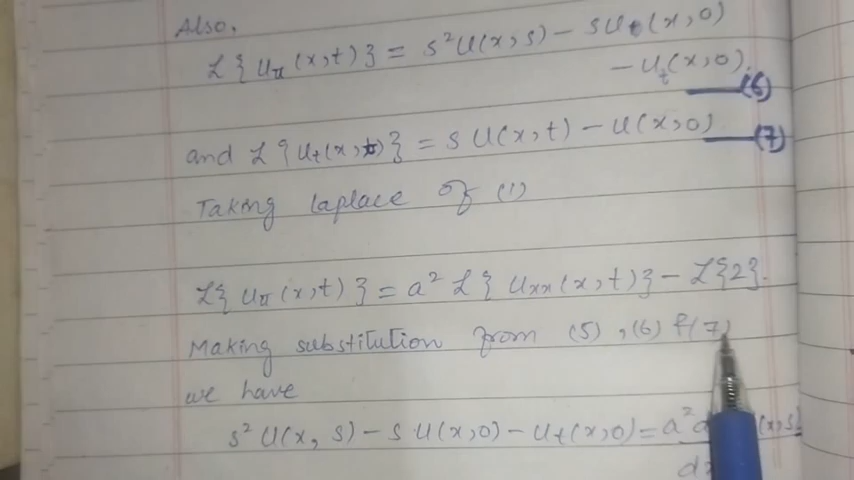 Also.
L{u_tt(x,t)} = s²U(x,s) - su(x,0)
- u_t(x,0). (6)
and L{u_t(x,t)} = s U(x,t) - u(x,0) (7)
Taking laplace of (1)
L{u_tt(x,t)} = a² L{u_xx(x,t)} - L{2}.
Making substitution from (5), (6) & (7)
we have
s² U(x, s) - s u(x,0) - u_t(x,0) = a² d (x,s)